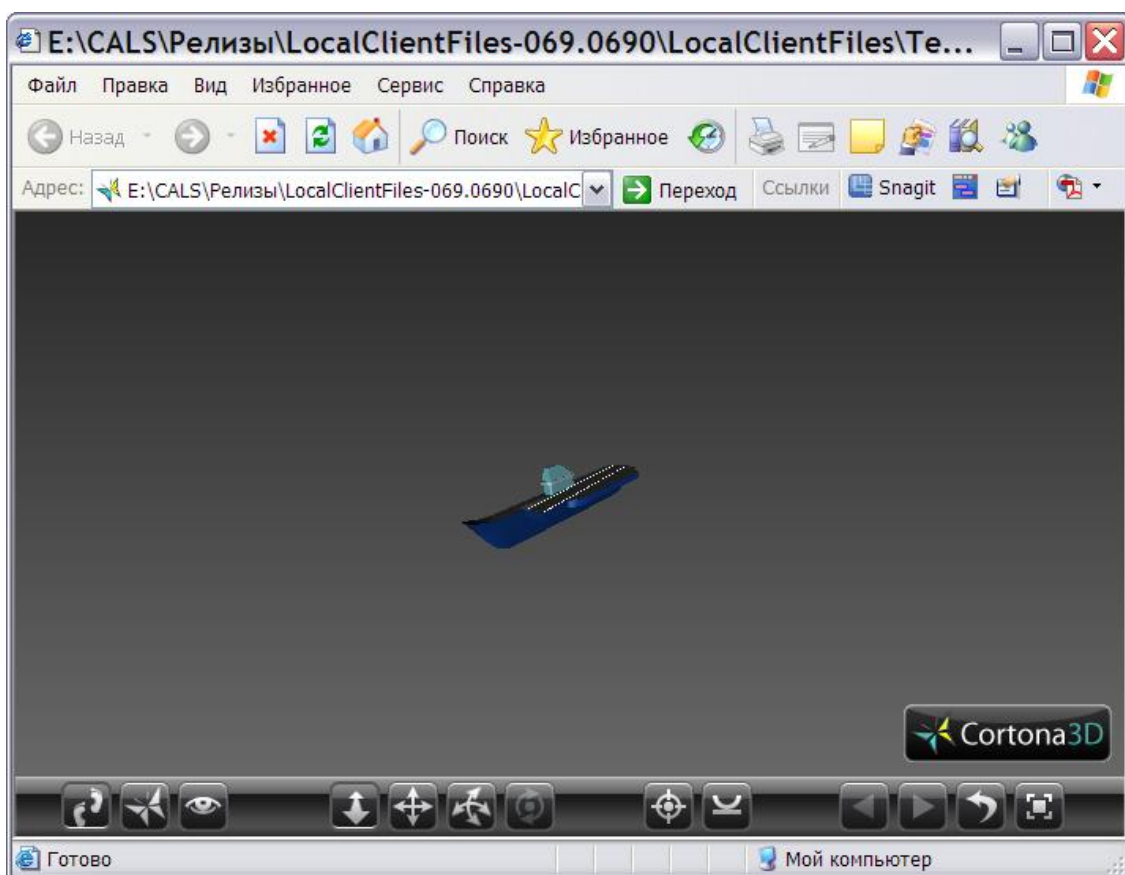 E:\CALS\Релизы\LocalClientFiles-069.0690\LocalClientFiles\Te...
Файл Правка Вид Избранное Сервис Справка
Назад Поиск Избранное
Адрес: E:\CALS\Релизы\LocalClientFiles-069.0690\LocalC Переход Ссылки Snagit
Cortona3D
Готово Мой компьютер